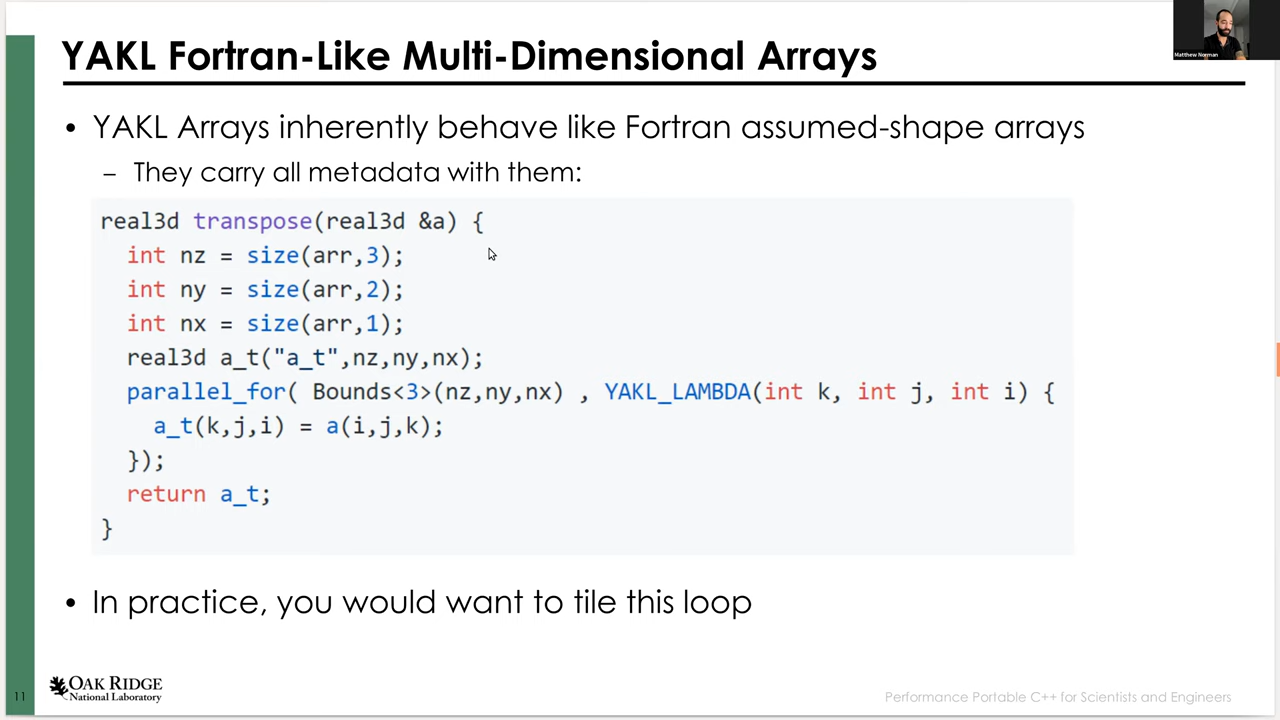 YAKL Fortran-Like Multi-Dimensional Arrays
Matthew Norman
• YAKL Arrays inherently behave like Fortran assumed-shape arrays
– They carry all metadata with them:
real3d transpose(real3d &a) {
int nz = size(arr,3);
int ny = size(arr,2);
int nx = size(arr,1);
real3d a_t("a_t",nz,ny,nx);
parallel_for( Bounds<3>(nz,ny,nx) , YAKL_LAMBDA(int k, int j, int i) {
a_t(k,j,i) = a(i,j,k);
});
return a_t;
}
• In practice, you would want to tile this loop
11
OAK RIDGE
National Laboratory
Performance Portable C++ for Scientists and Engineers